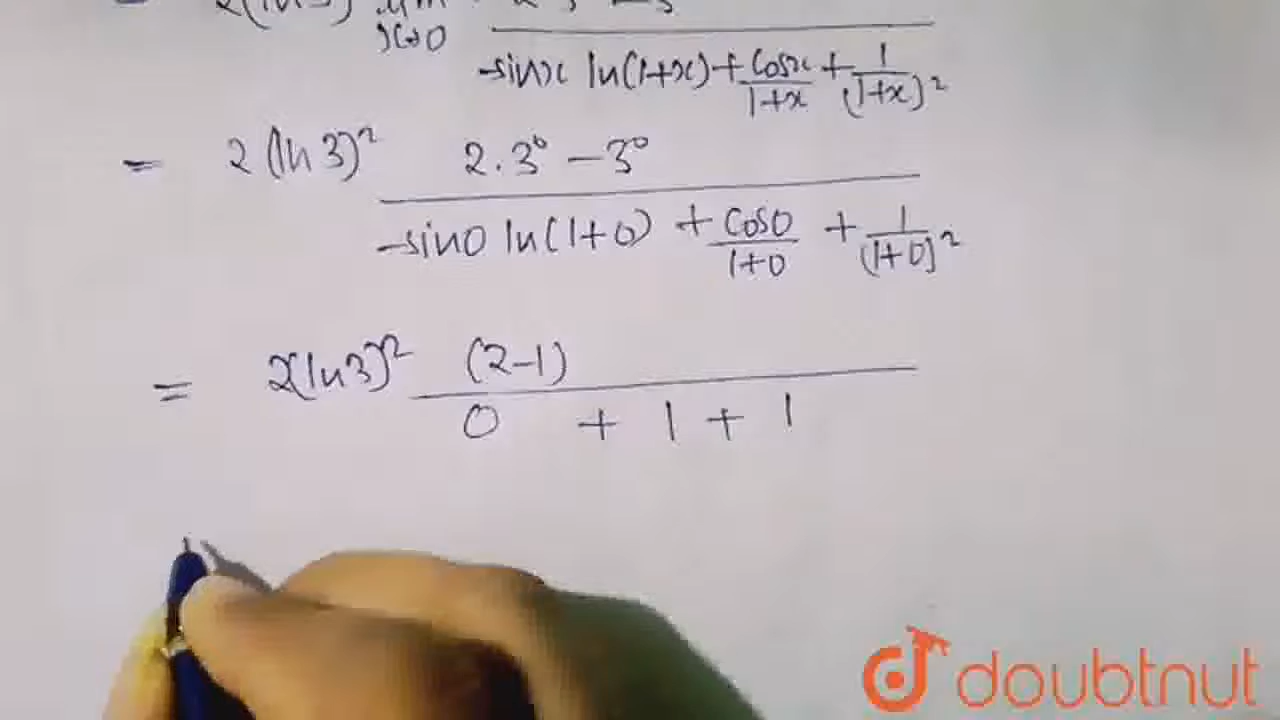 x→0
-sinx ln(1+x) + cosx/1+x + 1/(1+x)²
= 2(ln3)² 2.3⁰ - 3⁰
-sin0 ln(1+0) + cos0/1+0 + 1/(1+0)²
= 2(ln3)² (2-1)
0 + 1 + 1
doubtnut